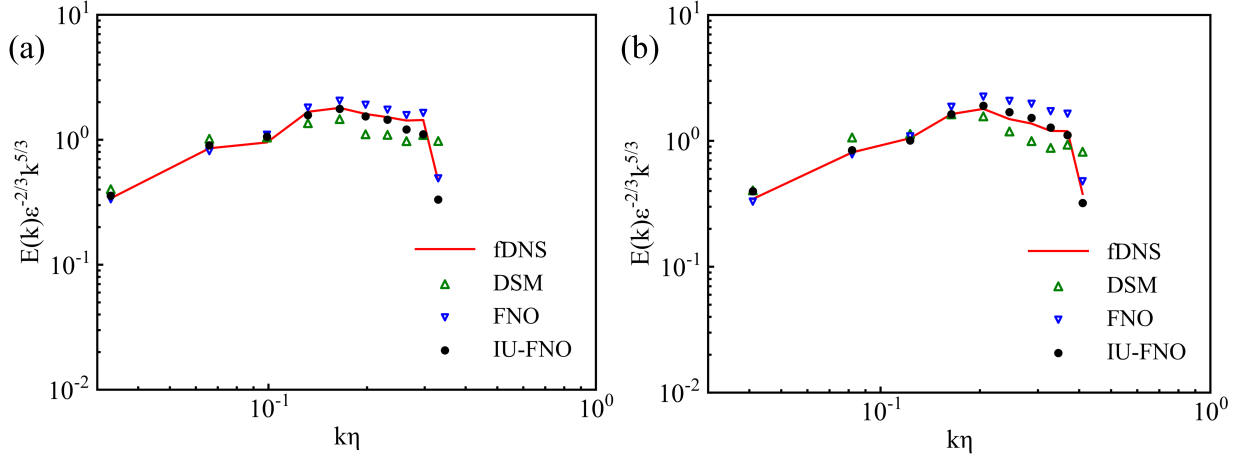 (a)
E(k)ε^{-2/3}k^{5/3}
10^1
10^0
10^{-1}
10^{-2}
fDNS
DSM
FNO
IU-FNO
10^{-1}
10^0
kη
(b)
E(k)ε^{-2/3}k^{5/3}
10^1
10^0
10^{-1}
10^{-2}
fDNS
DSM
FNO
IU-FNO
10^{-1}
10^0
kη